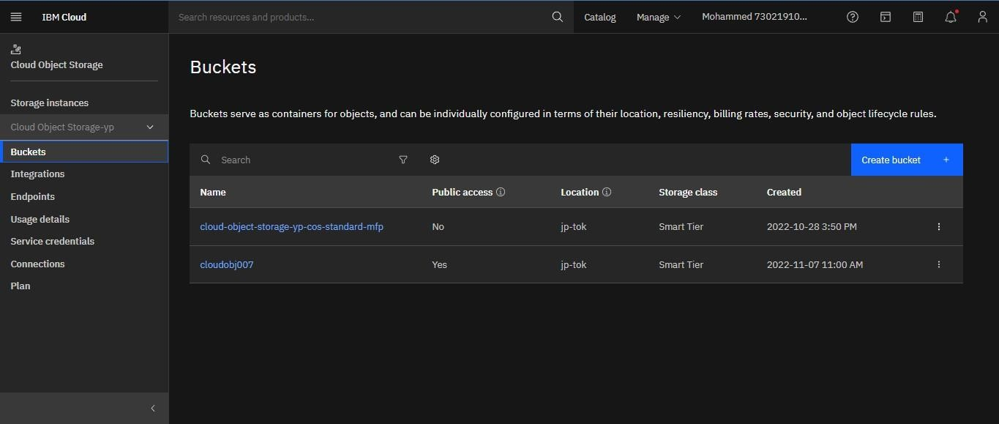 IBM Cloud
Search resources and products...
Catalog
Manage
Mohammed 73021910...
Cloud Object Storage
Storage instances
Cloud Object Storage-yp
Buckets
Integrations
Endpoints
Usage details
Service credentials
Connections
Plan
Buckets
Buckets serve as containers for objects, and can be individually configured in terms of their location, resiliency, billing rates, security, and object lifecycle rules.
Search
Create bucket +
Name Public access Location Storage class Created
cloud-object-storage-yp-cos-standard-mfp No jp-tok Smart Tier 2022-10-28 3:50 PM
cloudobj007 Yes jp-tok Smart Tier 2022-11-07 11:00 AM